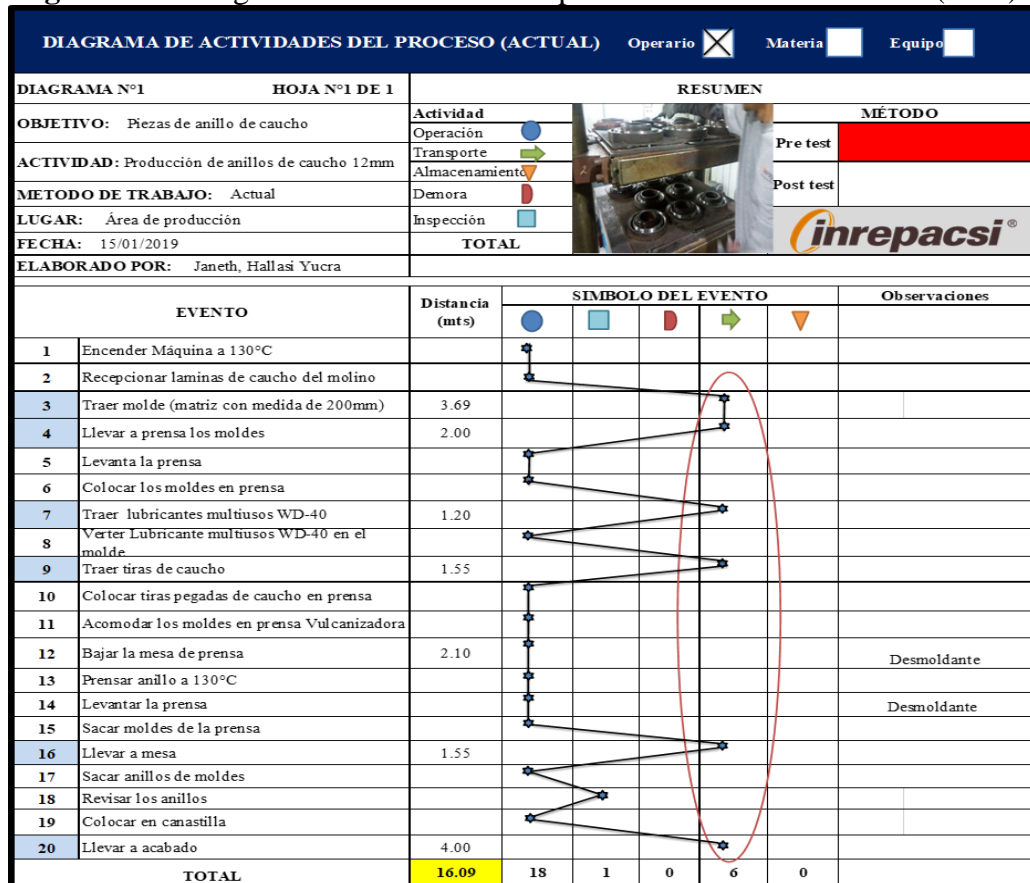 DIAGRAMA DE ACTIVIDADES DEL PROCESO (ACTUAL) Operario Materia Equipo
DIAGRAMA N°1 HOJA N°1 DE 1 RESUMEN
OBJETIVO: Piezas de anillo de caucho
ACTIVIDAD: Producción de anillos de caucho 12mm
METODO DE TRABAJO: Actual
LUGAR: Área de producción
FECHA: 15/01/2019
ELABORADO POR: Janeth, Hallasi Yucra
Actividad
Operación
Transporte
Almacenamiento
Demora
Inspección
TOTAL
MÉTODO
Pre test
Post test
inrepacsi®
EVENTO Distancia (mts) SIMBOLO DEL EVENTO Observaciones
1 Encender Máquina a 130°C
2 Recepcionar laminas de caucho del molino
3 Traer molde (matriz con medida de 200mm) 3.69
4 Llevar a prensa los moldes 2.00
5 Levanta la prensa
6 Colocar los moldes en prensa
7 Traer lubricantes multiusos WD-40 1.20
8 Verter Lubricante multiusos WD-40 en el
molde
9 Traer tiras de caucho 1.55
10 Colocar tiras pegadas de caucho en prensa
11 Acomodar los moldes en prensa Vulcanizadora
12 Bajar la mesa de prensa 2.10 Desmoldante
13 Prensar anillo a 130°C
14 Levantar la prensa Desmoldante
15 Sacar moldes de la prensa
16 Llevar a mesa 1.55
17 Sacar anillos de moldes
18 Revisar los anillos
19 Colocar en canastilla
20 Llevar a acabado 4.00
TOTAL 16.09 18 1 0 6 0